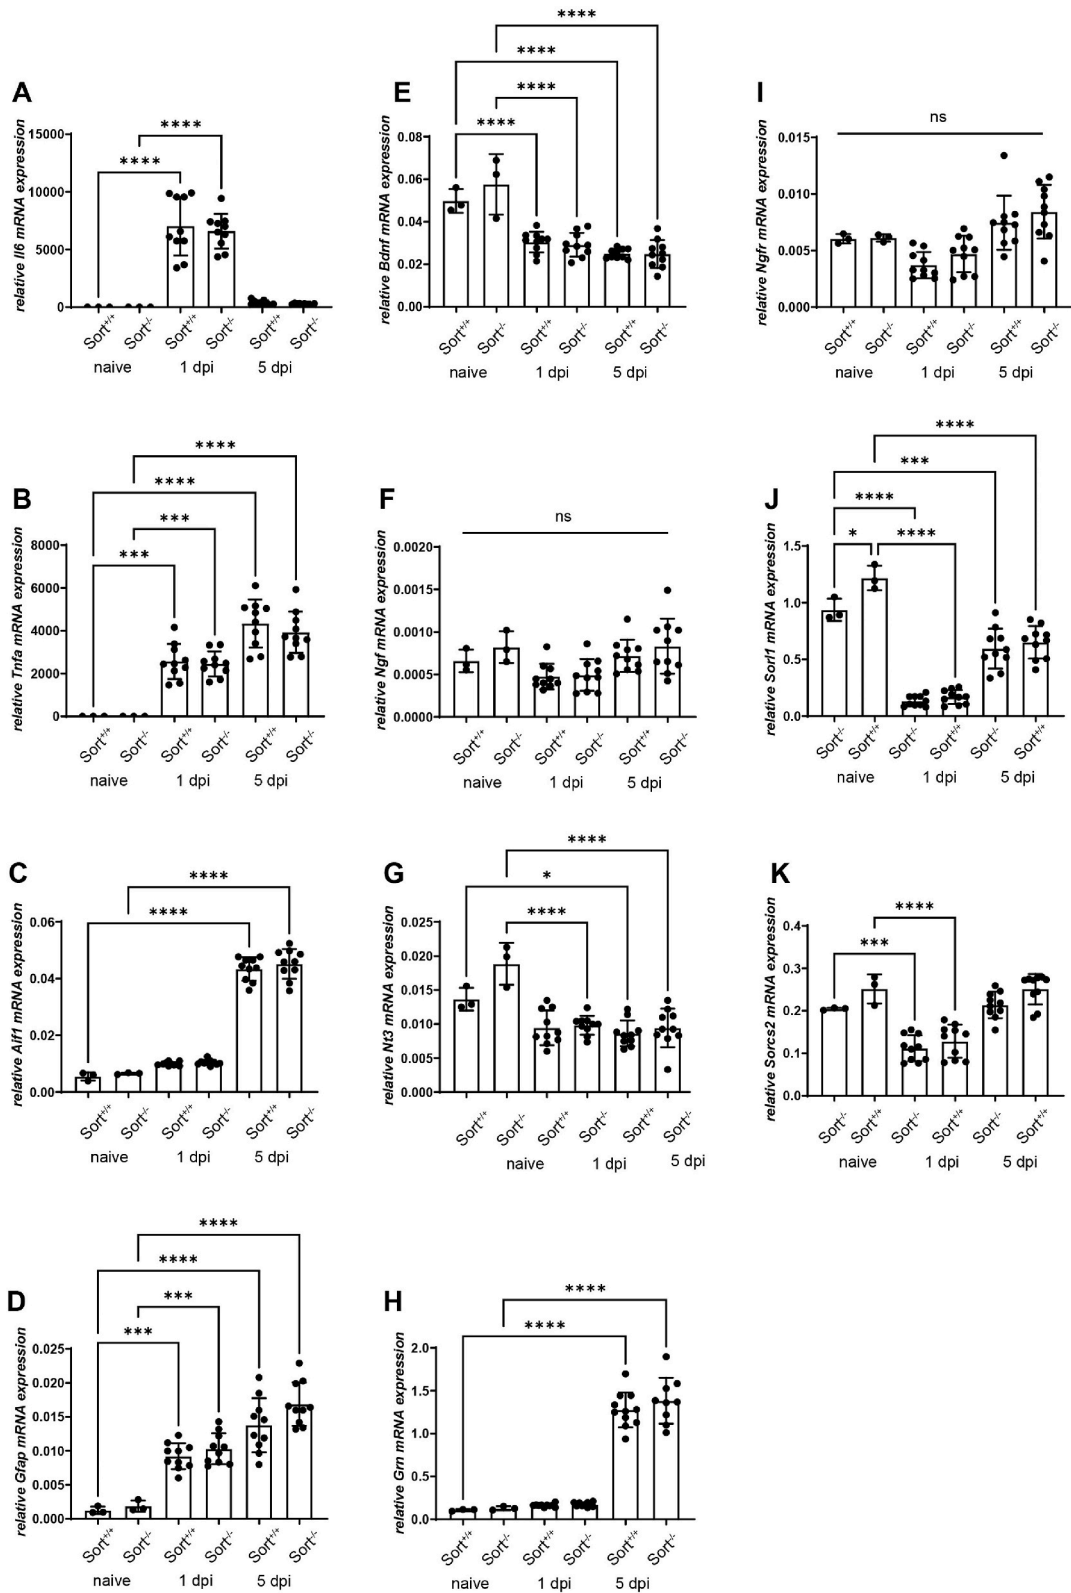 A
relative Il6 mRNA expression
15000
10000
5000
0
****
****
Sort+/+
Sort-/-
Sort+/+
Sort-/-
Sort+/+
Sort-/-
naive
1 dpi
5 dpi
E
relative Bdnf mRNA expression
0.08
0.06
0.04
0.02
0.00
****
****
****
****
Sort+/+
Sort-/-
Sort+/+
Sort-/-
Sort+/+
Sort-/-
naive
1 dpi
5 dpi
I
relative Ngfr mRNA expression
0.015
0.010
0.005
0.000
ns
Sort+/+
Sort-/-
Sort+/+
Sort-/-
Sort+/+
Sort-/-
naive
1 dpi
5 dpi
B
relative Tnfa mRNA expression
8000
6000
4000
2000
0
****
****
***
***
Sort+/+
Sort-/-
Sort+/+
Sort-/-
Sort+/+
Sort-/-
naive
1 dpi
5 dpi
F
relative Ngf mRNA expression
0.0020
0.0015
0.0010
0.0005
0.0000
ns
Sort+/+
Sort-/-
Sort+/+
Sort-/-
Sort+/+
Sort-/-
naive
1 dpi
5 dpi
J
relative Sorl1 mRNA expression
1.5
1.0
0.5
0.0
****
***
****
*
****
Sort-/-
Sort+/+
Sort-/-
Sort+/+
Sort-/-
Sort+/+
naive
1 dpi
5 dpi
C
relative Aif1 mRNA expression
0.06
0.04
0.02
0.00
****
****
Sort+/+
Sort-/-
Sort+/+
Sort-/-
Sort+/+
Sort-/-
naive
1 dpi
5 dpi
G
relative Nt3 mRNA expression
0.025
0.020
0.015
0.010
0.005
0.000
****
*
****
Sort+/+
Sort-/-
Sort+/+
Sort-/-
Sort+/+
Sort-/-
naive
1 dpi
5 dpi
K
relative Sorcs2 mRNA expression
0.4
0.3
0.2
0.1
0.0
****
***
Sort-/-
Sort+/+
Sort-/-
Sort+/+
Sort-/-
Sort+/+
naive
1 dpi
5 dpi
D
relative Gfap mRNA expression
0.025
0.020
0.015
0.010
0.005
0.000
****
****
***
***
Sort+/+
Sort-/-
Sort+/+
Sort-/-
Sort+/+
Sort-/-
naive
1 dpi
5 dpi
H
relative Grn mRNA expression
2.0
1.5
1.0
0.5
0.0
****
****
Sort+/+
Sort-/-
Sort+/+
Sort-/-
Sort+/+
Sort-/-
naive
1 dpi
5 dpi